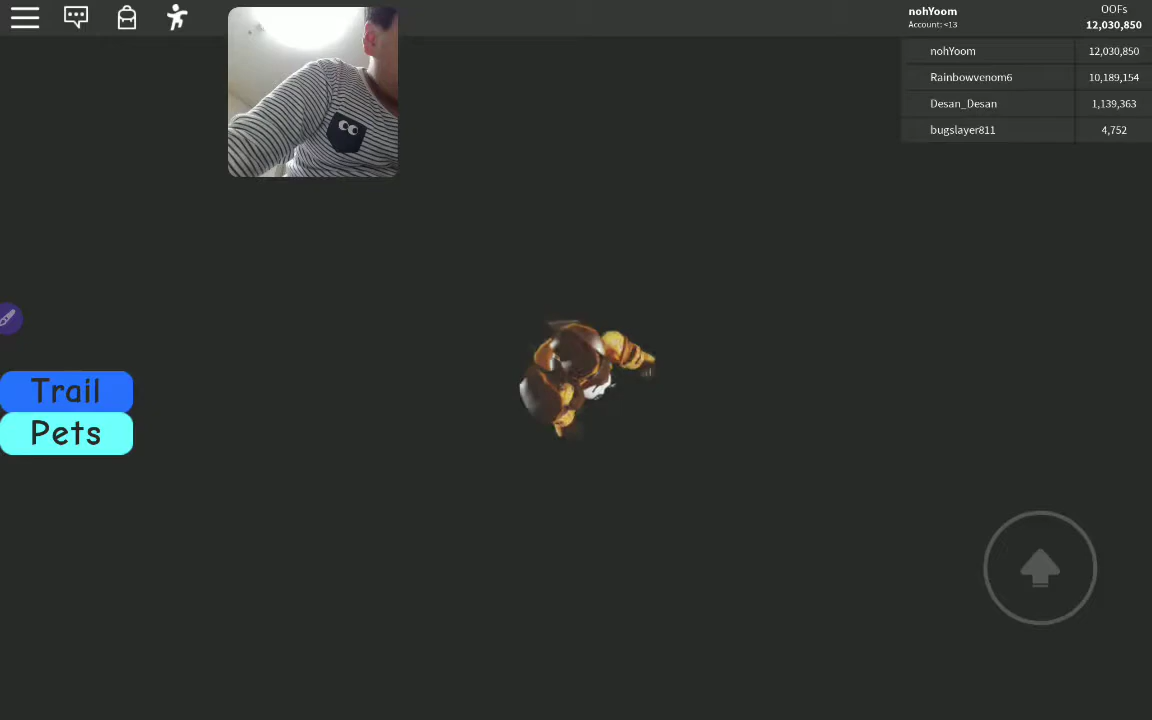 nohYoom
Account: <13
OOFs
12,030,850
nohYoom 12,030,850
Rainbowvenom6 10,189,154
Desan_Desan 1,139,363
bugslayer811 4,752
Trail
Pets